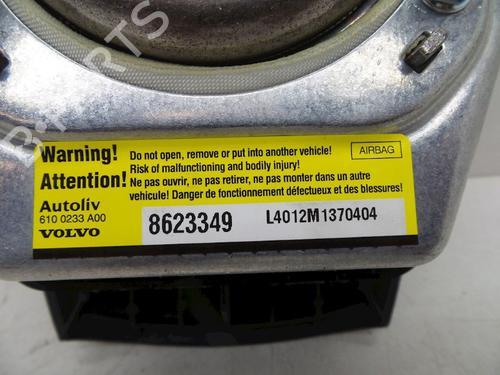 Warning! Do not open, remove or put into another vehicle! AIRBAG
Risk of malfunctioning and bodily injury!
Attention! Ne pas ouvrir, ne pas retirer, ne pas monter dans un autre
véhicule! Danger de fonctionnement défectueux et des blessures!
Autoliv
610 0233 A00
VOLVO
8623349 L4012M1370404
B-PARTS